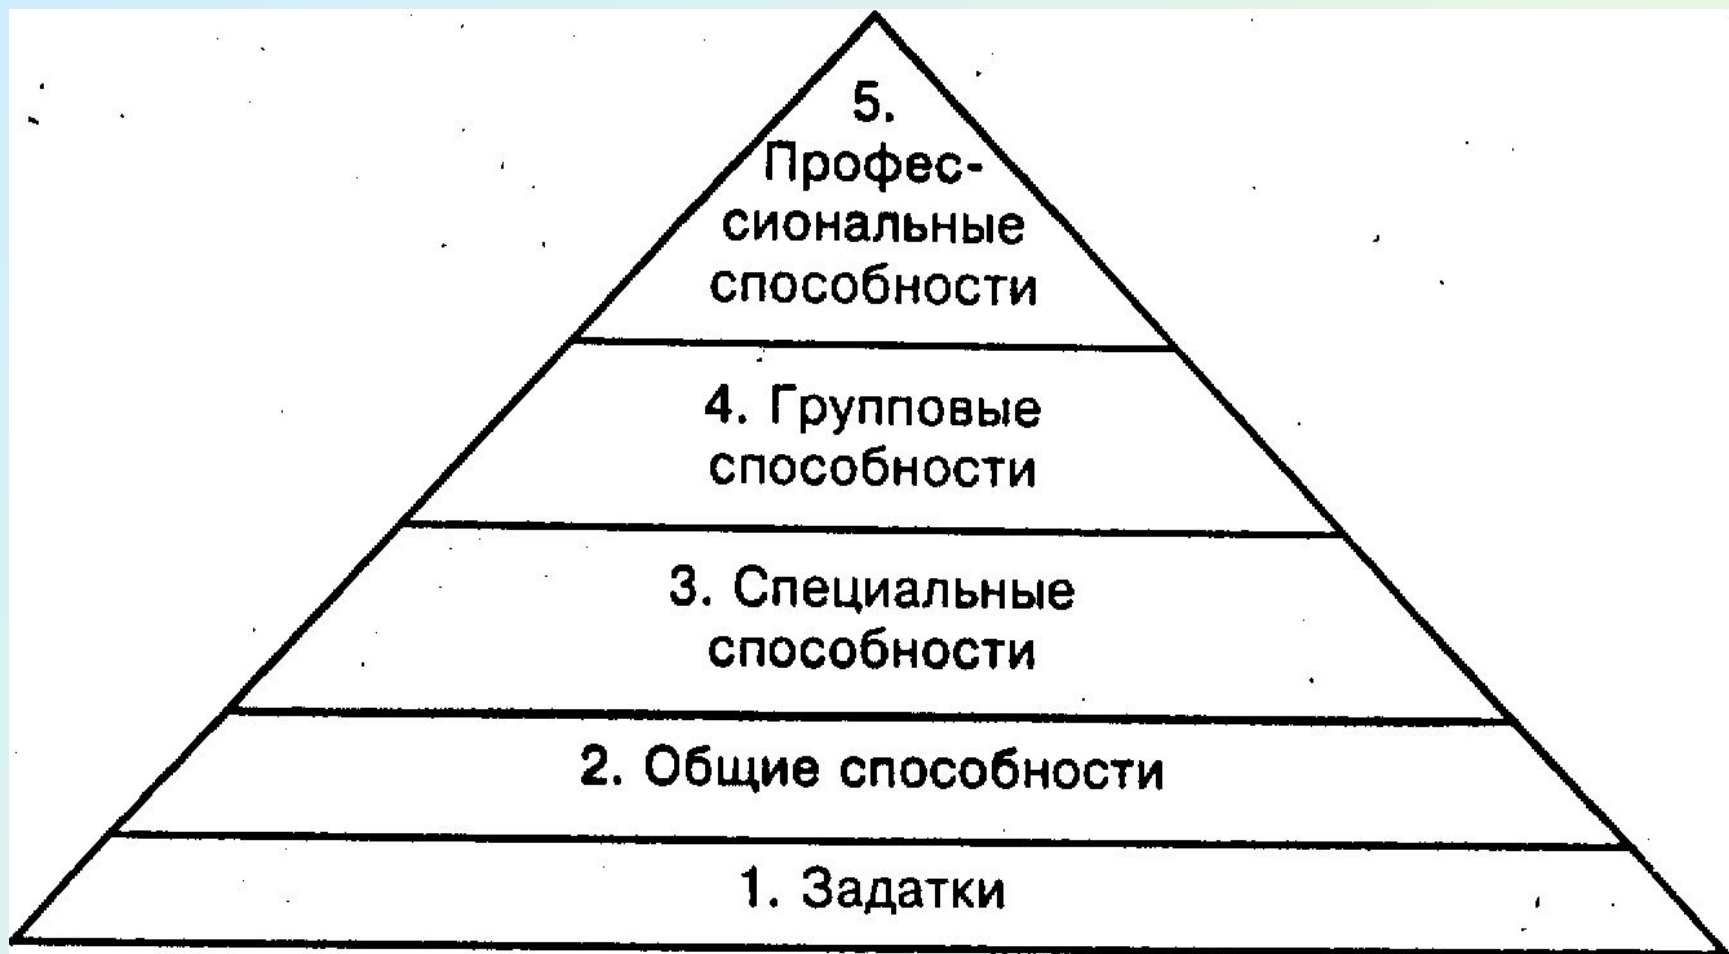 5.
Профес-
сиональные
способности
4. Групповые
способности
3. Специальные
способности
2. Общие способности
1. Задатки